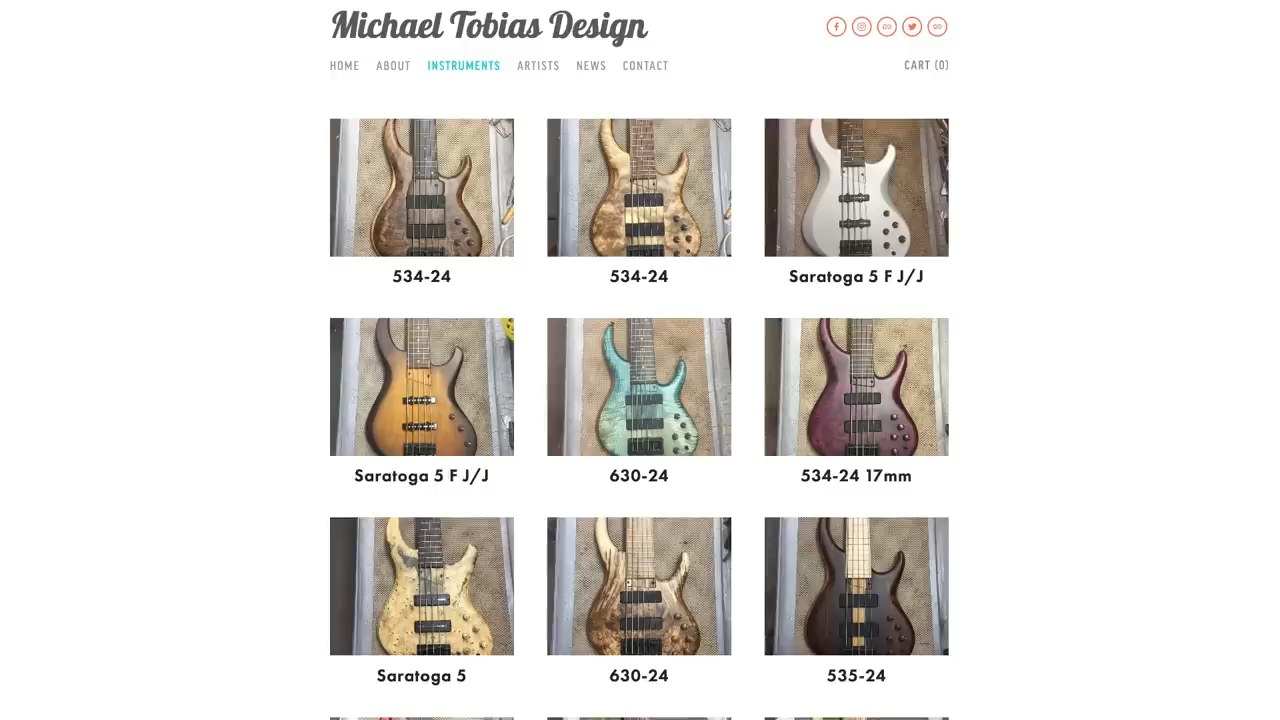 Michael Tobias Design
HOME ABOUT INSTRUMENTS ARTISTS NEWS CONTACT CART (0)
534-24 534-24 Saratoga 5 F J/J
Saratoga 5 F J/J 630-24 534-24 17mm
Saratoga 5 630-24 535-24